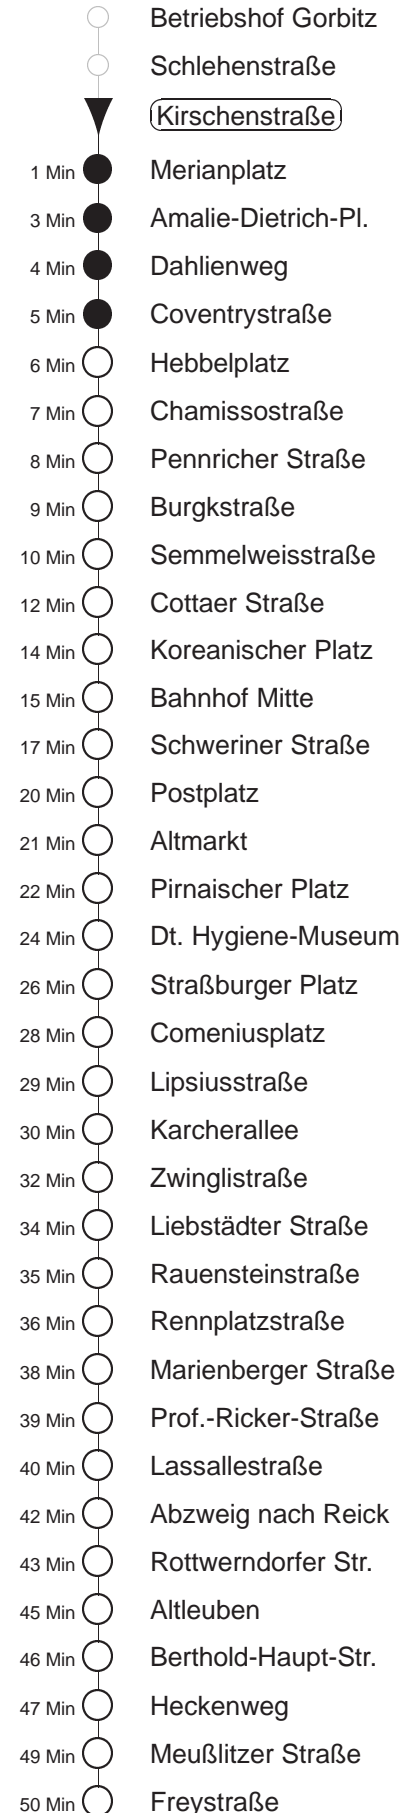 Betriebshof Gorbitz
Schlehenstraße
Kirschenstraße
1 Min Merianplatz
3 Min Amalie-Dietrich-Pl.
4 Min Dahlienweg
5 Min Coventrystraße
6 Min Hebbelplatz
7 Min Chamissostraße
8 Min Pennricher Straße
9 Min Burgkstraße
10 Min Semmelweisstraße
12 Min Cottaer Straße
14 Min Koreanischer Platz
15 Min Bahnhof Mitte
17 Min Schweriner Straße
20 Min Postplatz
21 Min Altmarkt
22 Min Pirnaischer Platz
24 Min Dt. Hygiene-Museum
26 Min Straßburger Platz
28 Min Comeniusplatz
29 Min Lipsiusstraße
30 Min Karcherallee
32 Min Zwinglistraße
34 Min Liebstädter Straße
35 Min Rauensteinstraße
36 Min Rennplatzstraße
38 Min Marienberger Straße
39 Min Prof.-Ricker-Straße
40 Min Lassallestraße
42 Min Abzweig nach Reick
43 Min Rottwerndorfer Str.
45 Min Altleuben
46 Min Berthold-Haupt-Str.
47 Min Heckenweg
49 Min Meußlitzer Straße
50 Min Freystraße